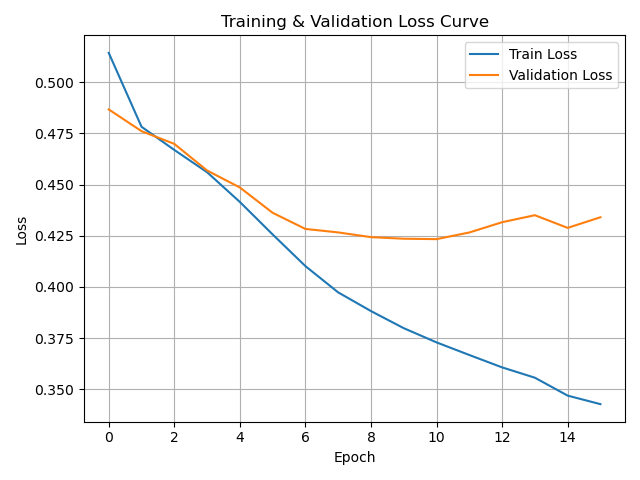 Training & Validation Loss Curve
Train Loss
Validation Loss
0.500
0.475
0.450
0.425
0.400
0.375
0.350
Loss
0 2 4 6 8 10 12 14
Epoch